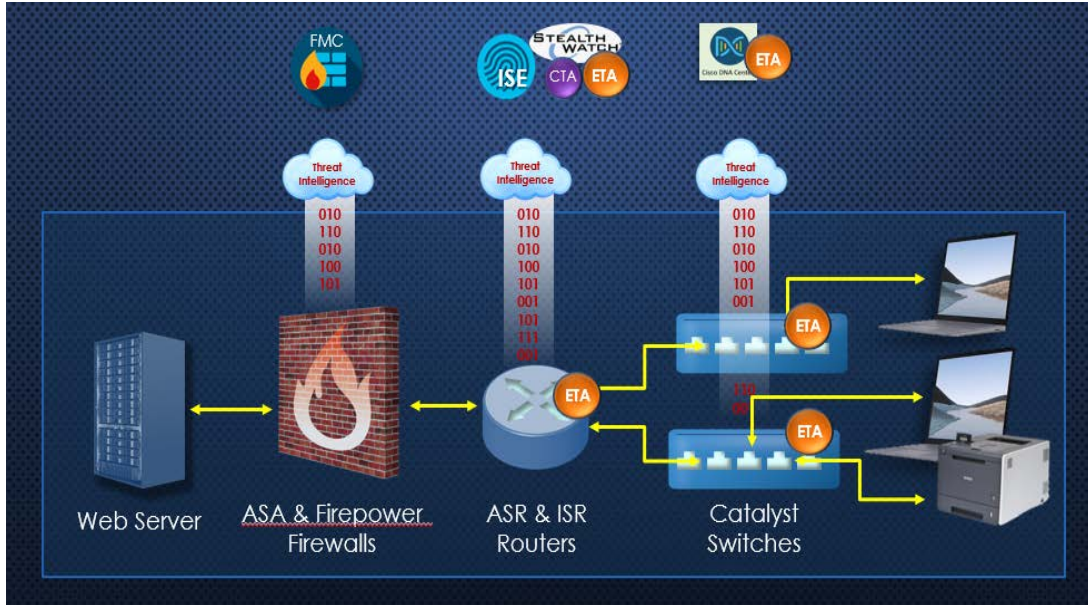 FMC
ISE
STEALTH
WATCH
CTA
ETA
Cisco DNA Center
ETA
Threat
Intelligence
Threat
Intelligence
Threat
Intelligence
010
110
010
100
101
010
110
010
100
101
001
101
111
001
010
110
010
100
101
001
ETA
110
ETA
ETA
Web Server
ASA & Firepower
Firewalls
ASR & ISR
Routers
Catalyst
Switches